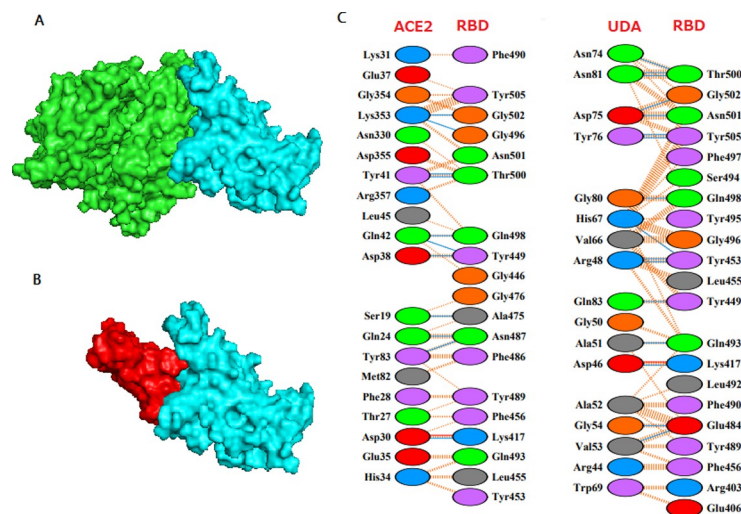 A
B
C
ACE2 RBD
Lys31 Phe490
Glu37
Gly354 Tyr505
Lys353 Gly502
Asn330 Gly496
Asp355 Asn501
Tyr41 Thr500
Arg357
Leu45
Gln42 Gln498
Asp38 Tyr449
Gly446
Gly476
Ser19 Ala475
Gln24 Asn487
Tyr83 Phe486
Met82
Phe28 Tyr489
Thr27 Phe456
Asp30 Lys417
Glu35 Gln493
His34 Leu455
Tyr453
UDA RBD
Asn74
Asn81 Thr500
Gly502
Asp75 Asn501
Tyr76 Tyr505
Phe497
Ser494
Gly80 Gln498
His67 Tyr495
Val66 Gly496
Arg48 Tyr453
Leu455
Gln83 Tyr449
Gly50
Ala51 Gln493
Asp46 Lys417
Leu492
Ala52 Phe490
Gly54 Glu484
Val53 Tyr489
Arg44 Phe456
Trp69 Arg403
Glu406